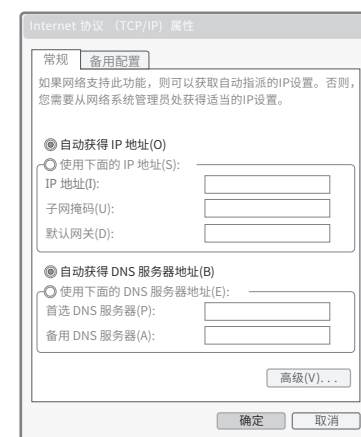 Internet 协议 （TCP/IP）属性
常规 备用配置
如果网络支持此功能，则可以获取自动指派的IP设置。否则，
您需要从网络系统管理员处获得适当的IP设置。
自动获得 IP 地址(O)
使用下面的 IP 地址(S):
IP 地址(I):
子网掩码(U):
默认网关(D):
自动获得 DNS 服务器地址(B)
使用下面的 DNS 服务器地址(E):
首选 DNS 服务器(P):
备用 DNS 服务器(A):
高级(V)...
确定 取消